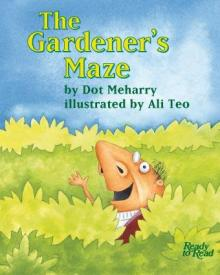 The
Gardener's
Maze
by Dot Meharry
illustrated by Ali Teo
Ready
to Read